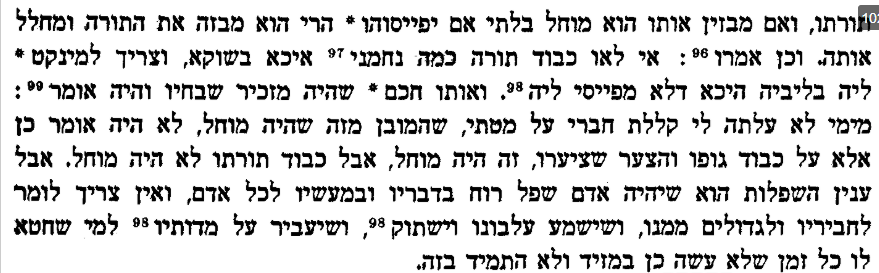 תורתו, ואם מבזין אותו הוא מוחל בלתי אם יפייסוהו * הרי הוא מבזה את התורה ומחלל
אותה. וכן אמרו 96 : אי לאו כבוד תורה כמה נחמני 97 איכא בשוקא, וצריך למינקט *
ליה בליביה היכא דלא מפייסי ליה 98. ואותו חכם * שהיה מזכיר שבחיו והיה אומר 99 :
מימי לא עלתה לי קללת חברי על מטתי, שהמובן מזה שהיה מוחל, לא היה אומר כן
אלא על כבוד גופו והצער שציערו, זה היה מוחל, אבל כבוד תורתו לא היה מוחל. אבל
ענין השפלות הוא שיהיה אדם שפל רוח בדבריו ובמעשיו לכל אדם, ואין צריך לומר
לחביריו ולגדולים ממנו, ושישמע עלבונו וישתוק 98, ושיעביר על מדותיו 98 למי שחטא
לו כל זמן שלא עשה כן במזיד ולא התמיד בזה.